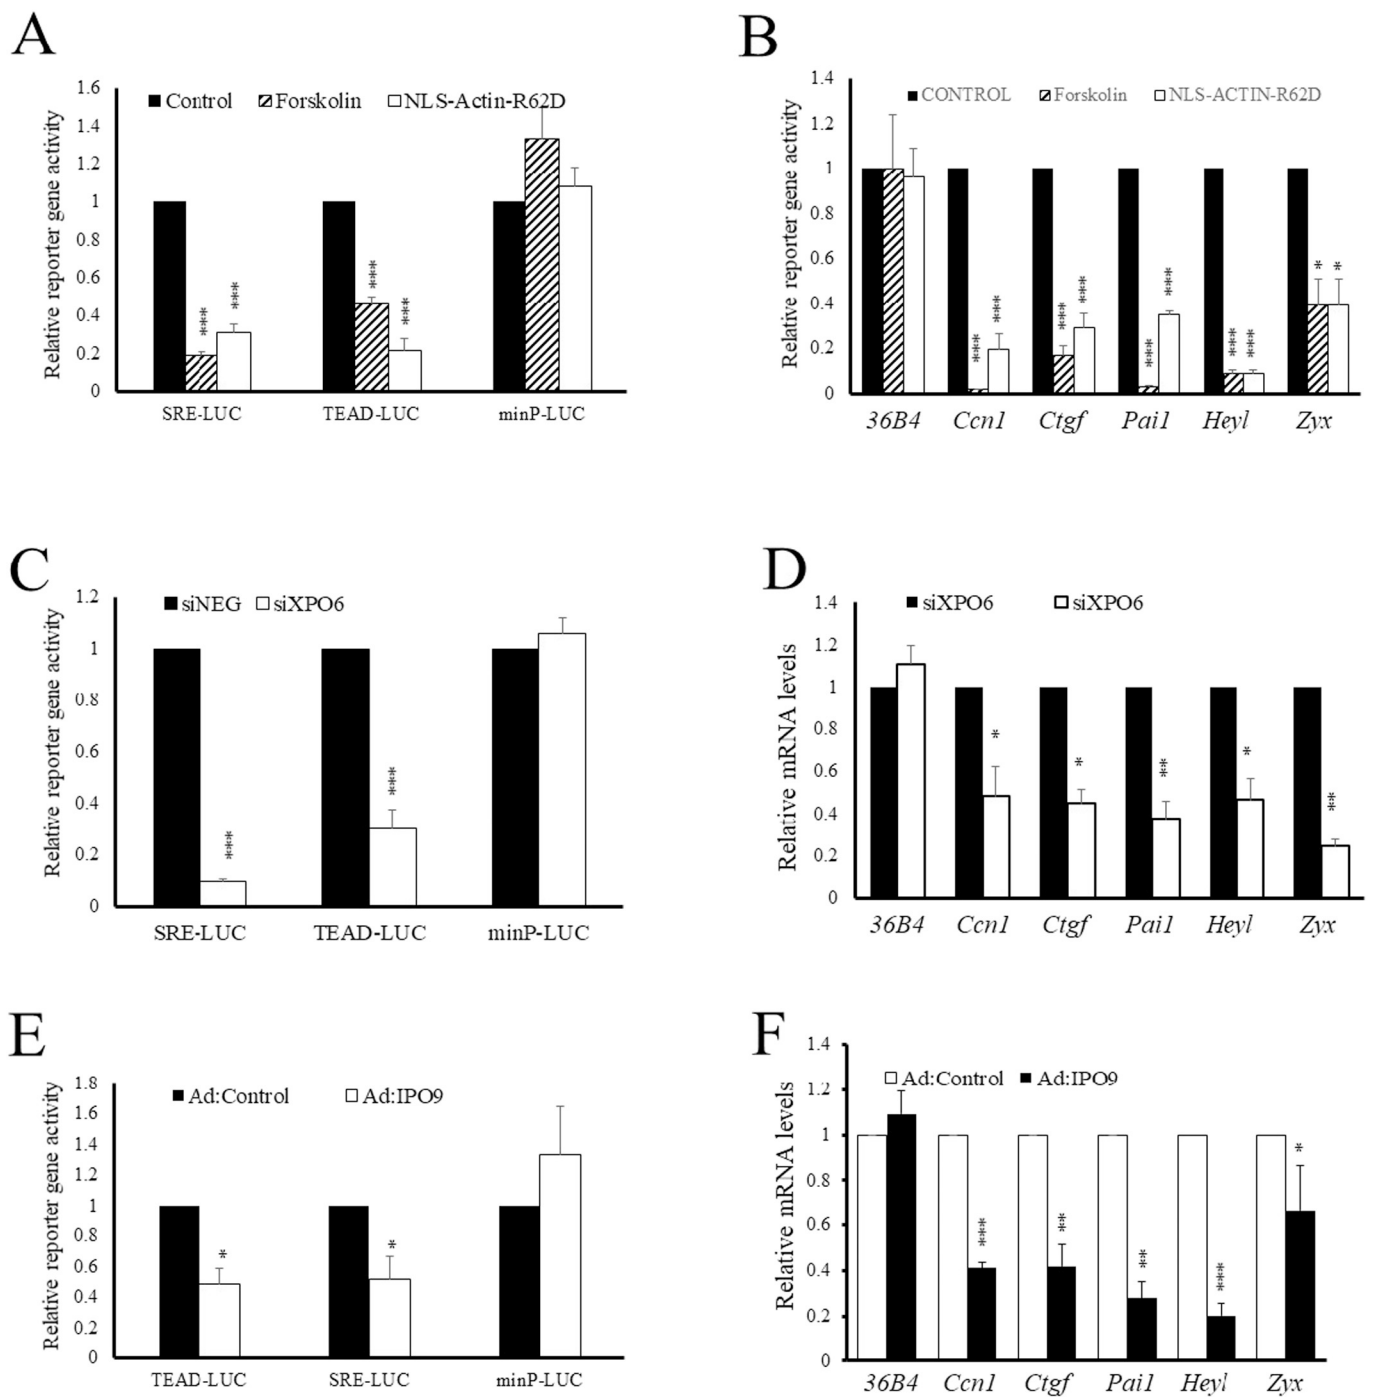 A
Relative reporter gene activity
1.6
1.4
1.2
1
0.8
0.6
0.4
0.2
0
Control Forskolin NLS-Actin-R62D
*** *** *** ***
SRE-LUC TEAD-LUC minP-LUC
B
Relative reporter gene activity
1.4
1.2
1
0.8
0.6
0.4
0.2
0
CONTROL Forskolin NLS-ACTIN-R62D
*** *** *** *** *** *** *** *** * *
36B4 Ccn1 Ctgf Pai1 Heyl Zyx
C
Relative reporter gene activity
1.2
1
0.8
0.6
0.4
0.2
0
siNEG siXPO6
*** ***
SRE-LUC TEAD-LUC minP-LUC
D
Relative mRNA levels
1.4
1.2
1
0.8
0.6
0.4
0.2
0
siXPO6 siXPO6
* * ** * **
36B4 Ccn1 Ctgf Pai1 Heyl Zyx
E
Relative reporter gene activity
1.8
1.6
1.4
1.2
1
0.8
0.6
0.4
0.2
0
Ad:Control Ad:IPO9
* *
TEAD-LUC SRE-LUC minP-LUC
F
Relative mRNA levels
1.4
1.2
1
0.8
0.6
0.4
0.2
0
Ad:Control Ad:IPO9
*** ** ** *** *
36B4 Ccn1 Ctgf Pai1 Heyl Zyx